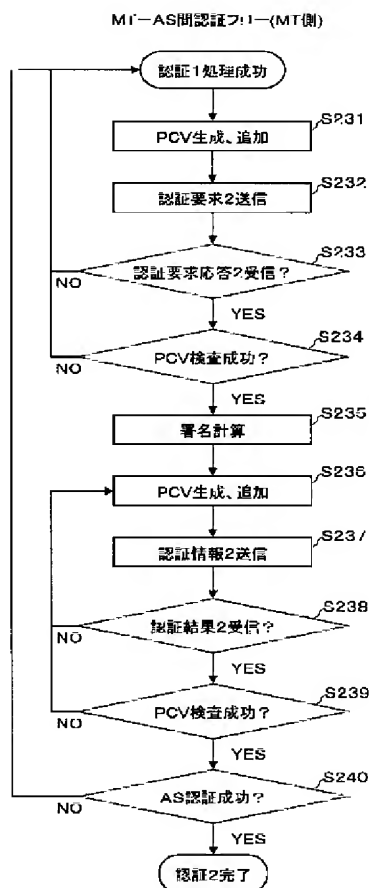 MT－AS間認証フロー(MT側)
認証1処理成功
S231
PCV生成、追加
S232
認証要求2送信
S233
認証要求応答2受信？
NO
YES
S234
PCV検査成功？
NO
YES
S235
署名計算
S236
PCV生成、追加
S237
認証情報2送信
S238
認証結果2受信？
NO
YES
S239
PCV検査成功？
NO
YES
S240
AS認証成功？
NO
YES
認証2完了